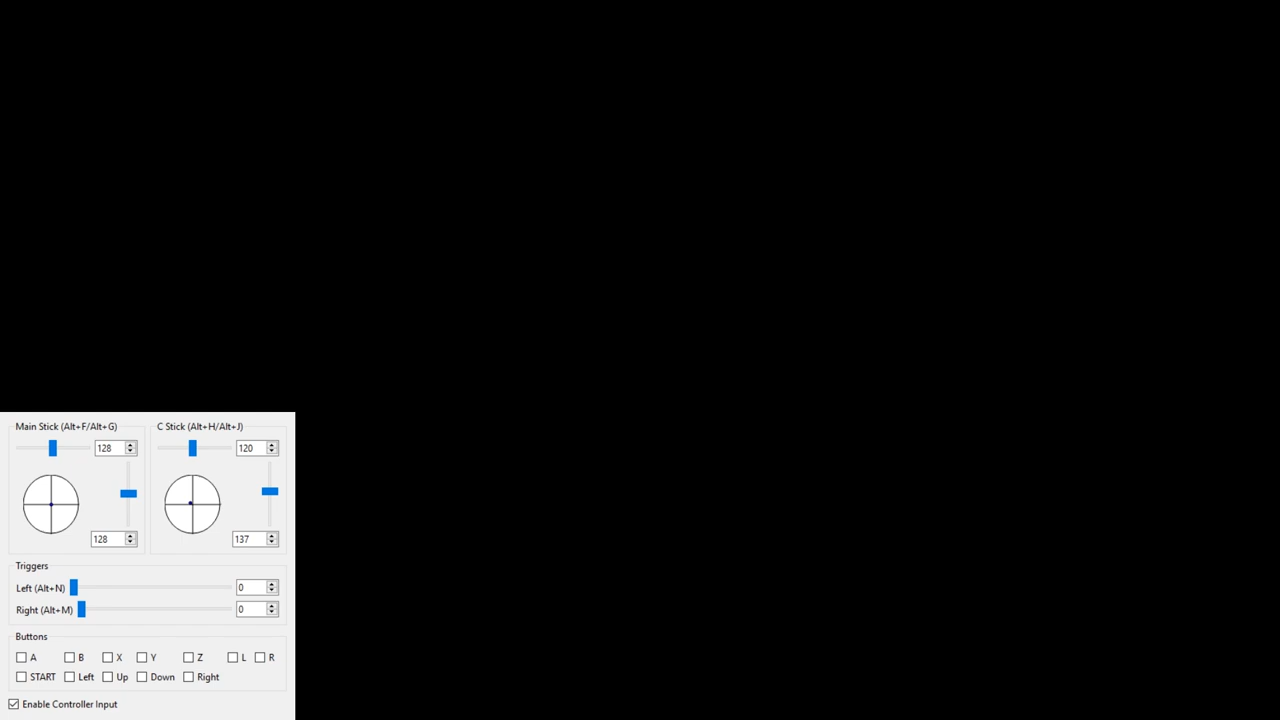 Main Stick (Alt+F/Alt+G)
C Stick (Alt+H/Alt+J)
128
120
128
137
Triggers
Left (Alt+N)
0
Right (Alt+M)
0
Buttons
A B X Y Z L R
START Left Up Down Right
Enable Controller Input